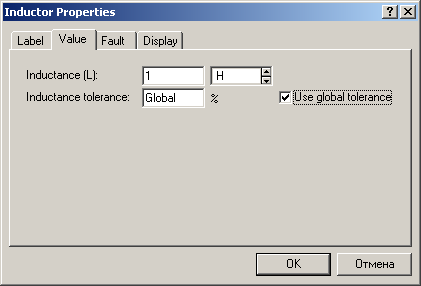 Inductor Properties
Label Value Fault Display
Inductance (L): 1 H
Inductance tolerance: Global % Use global tolerance
OK Отмена